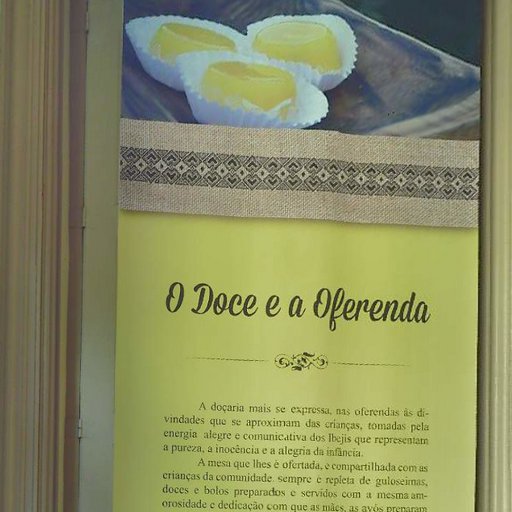 O Doce e a Oferenda
A doçaria mais se expressa, nas oferendas às di-
vindades que se aproximam das crianças, tomadas pela
energia alegre e comunicativa dos Ibejis que representam
a pureza, a inocência e a alegria da infância.
A mesa que lhes é ofertada, e compartilhada com as
crianças da comunidade, sempre e repleta de guloseimas,
doces e bolos preparados e servidos com a mesma am-
orosidade e dedicação com que as mães, as avós preparam